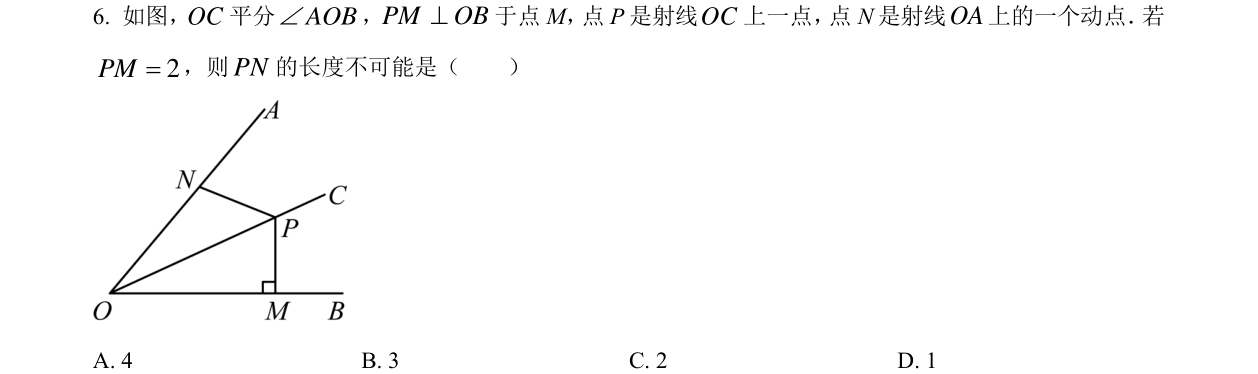 6. 如图，OC 平分∠AOB，PM ⊥ OB 于点 M，点 P 是射线 OC 上一点，点 N 是射线 OA 上的一个动点．若
PM = 2，则 PN 的长度不可能是（　　）
A
N
C
P
O
M
B
A. 4
B. 3
C. 2
D. 1